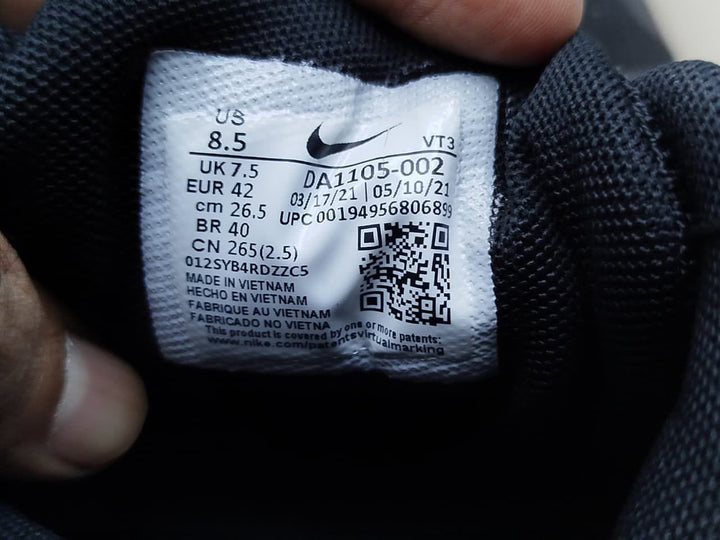 US
8.5
VT3
UK 7.5
EUR 42
cm 26.5
BR 40
CN 265(2.5)
012SYB4RDZZC5
MADE IN VIETNAM
HECHO EN VIETNAM
FABRIQUE AU VIETNAM
FABRICADO NO VIETNA
DA1105-002
03/17/21 | 05/10/21
UPC 00194956806899
This product is covered by one or more patents:
www.nike.com/patentsvirtualmarking